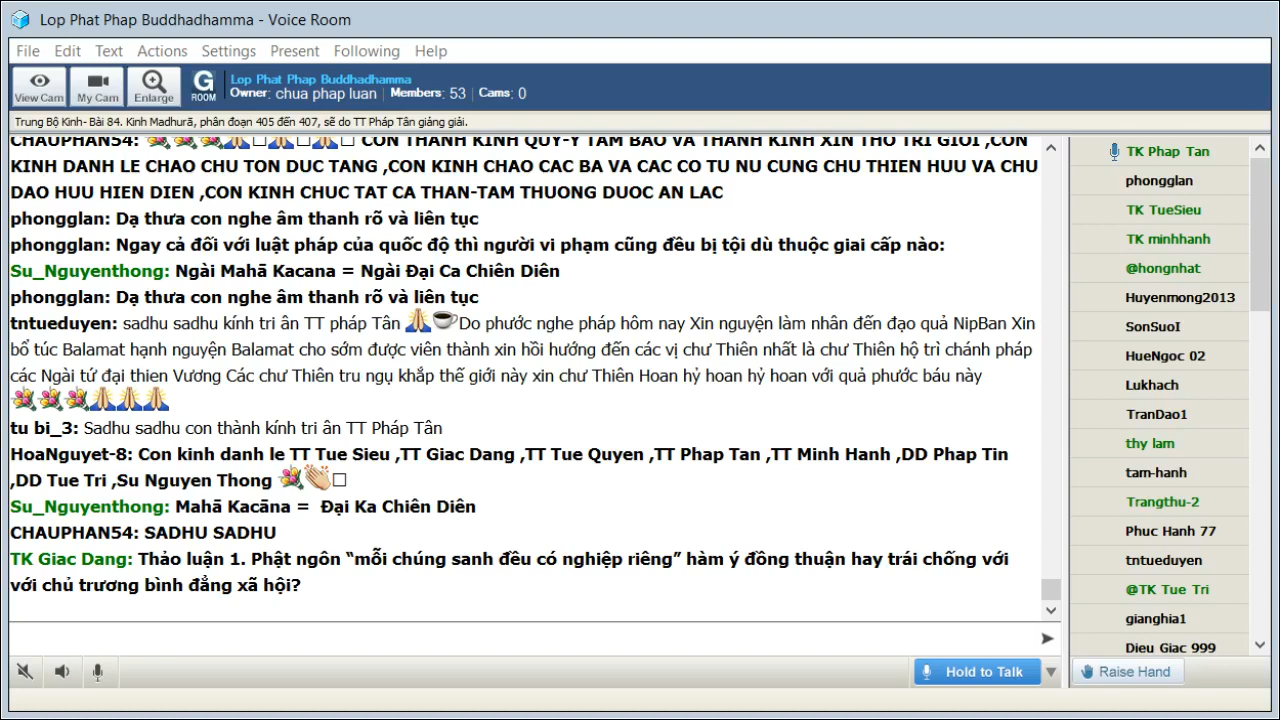 Lop Phat Phap Buddhadhamma - Voice Room
File Edit Text Actions Settings Present Following Help
View Cam My Cam Enlarge G ROOM
Lop Phat Phap Buddhadhamma
Owner: chua phap luan Members: 53 Cams: 0
Trung Bộ Kinh- Bài 84. Kinh Madhurā, phân đoạn 405 đến 407, sẽ do TT Pháp Tân giảng giải.
CHAUPHAN54: CON THANH KINH QUY-Y TAM BAO VA THANH KINH XIN THO TRI GIOI ,CON
KINH DANH LE CHAO CHU TON DUC TANG ,CON KINH CHAO CAC BA VA CAC CO TU NU CUNG CHU THIEN HUU VA CHU
DAO HUU HIEN DIEN ,CON KINH CHUC TAT CA THAN-TAM THUONG DUOC AN LAC
phongglan: Dạ thưa con nghe âm thanh rõ và liên tục
phongglan: Ngay cả đối với luật pháp của quốc độ thì người vi phạm cũng đều bị tội dù thuộc giai cấp nào:
Su_Nguyenthong: Ngài Mahā Kacana = Ngài Đại Ca Chiên Diên
phongglan: Dạ thưa con nghe âm thanh rõ và liên tục
tntueduyen: sadhu sadhu kính tri ân TT pháp Tân Do phước nghe pháp hôm nay Xin nguyện làm nhân đến đạo quả NipBan Xin
bổ túc Balamat hạnh nguyện Balamat cho sớm được viên thành xin hồi hướng đến các vị chư Thiên nhất là chư Thiên hộ trì chánh pháp
các Ngài tứ đại thien Vương Các chư Thiên tru ngụ khắp thế giới này xin chư Thiên Hoan hỷ hoan hỷ hoan với quả phước báu này
tu bi_3: Sadhu sadhu con thành kính tri ân TT Pháp Tân
HoaNguyet-8: Con kinh danh le TT Tue Sieu ,TT Giac Dang ,TT Tue Quyen ,TT Phap Tan ,TT Minh Hanh ,DD Phap Tin
,DD Tue Tri ,Su Nguyen Thong
Su_Nguyenthong: Mahā Kacāna = Đại Ka Chiên Diên
CHAUPHAN54: SADHU SADHU
TK Giac Dang: Thảo luận 1. Phật ngôn “mỗi chúng sanh đều có nghiệp riêng” hàm ý đồng thuận hay trái chống với
với chủ trương bình đẳng xã hội?
Hold to Talk
TK Phap Tan
phongglan
TK TueSieu
TK minhhanh
@hongnhat
Huyenmong2013
SonSuoI
HueNgoc 02
Lukhach
TranDao1
thy lam
tam-hanh
Trangthu-2
Phuc Hanh 77
tntueduyen
@TK Tue Tri
gianghia1
Dieu Giac 999
Raise Hand